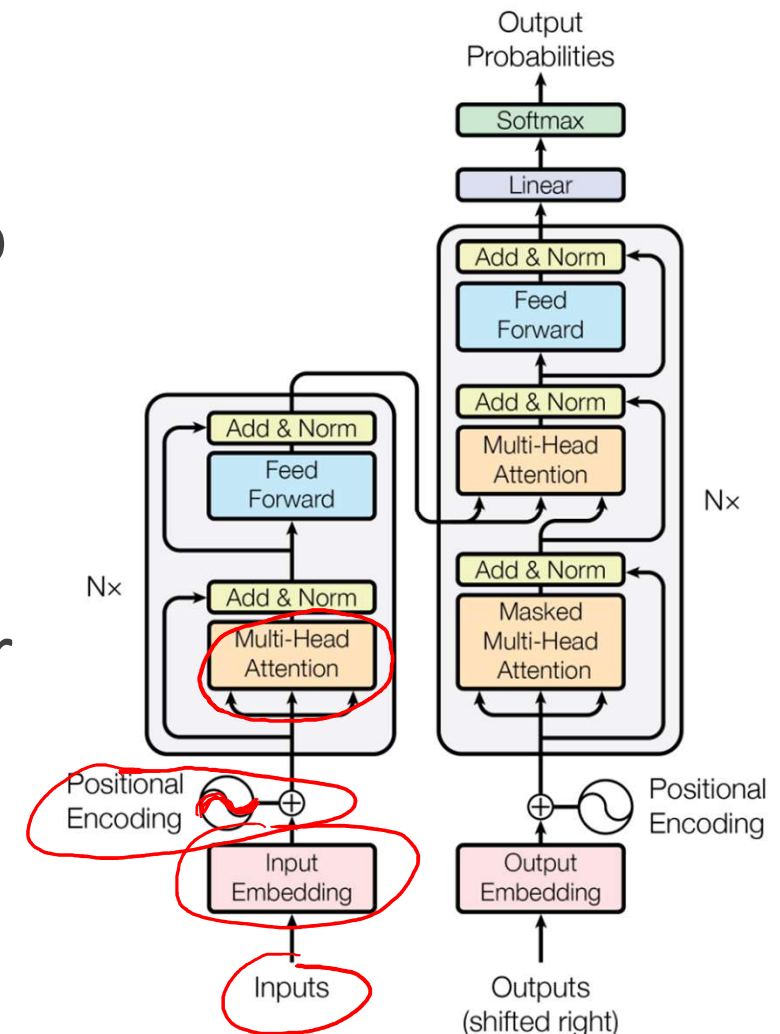 Output
Probabilities
Softmax
Linear
Add & Norm
Feed
Forward
Add & Norm
Multi-Head
Attention
Add & Norm
Masked
Multi-Head
Attention
Nx
Positional
Encoding
Output
Embedding
Outputs
(shifted right)
Add & Norm
Feed
Forward
Add & Norm
Multi-Head
Attention
Nx
Positional
Encoding
Input
Embedding
Inputs